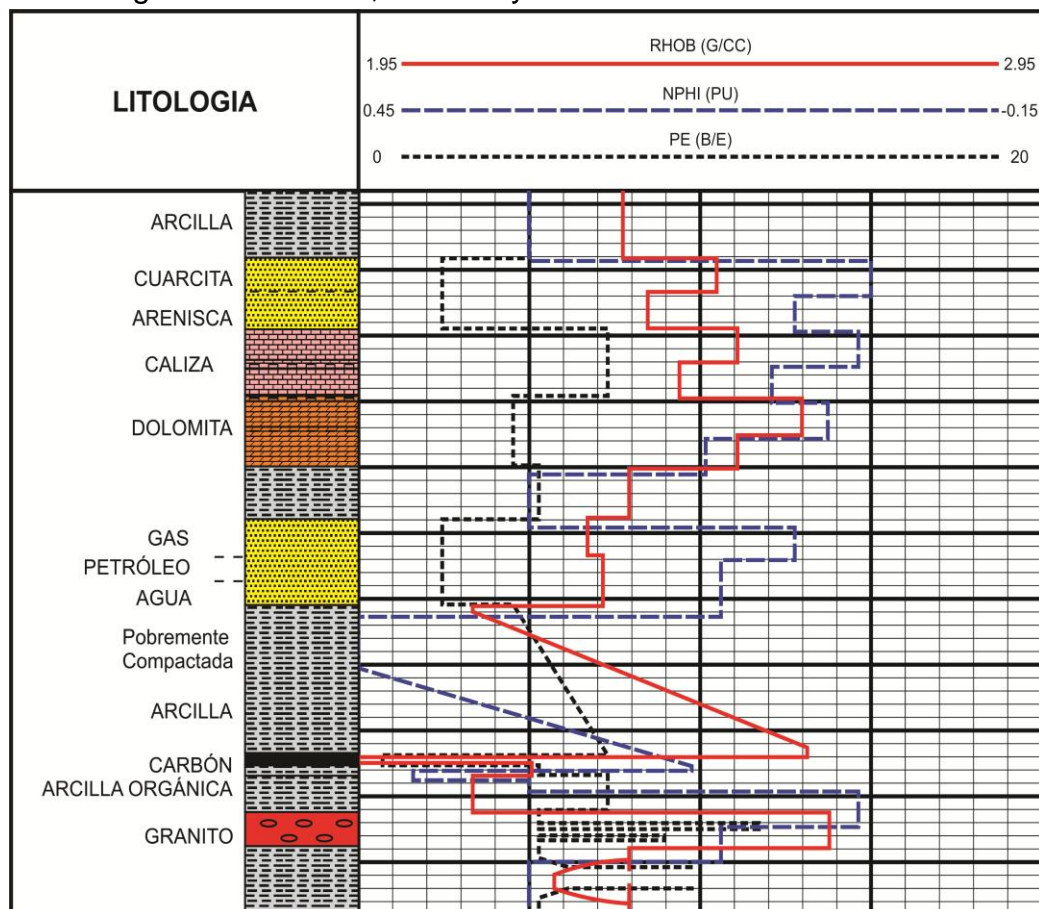 LITOLOGIA
RHOB (G/CC)
1.95 2.95
NPHI (PU)
0.45 -0.15
PE (B/E)
0 20
ARCILLA
CUARCITA
ARENISCA
CALIZA
DOLOMITA
GAS
PETRÓLEO
AGUA
Pobremente
Compactada
ARCILLA
CARBÓN
ARCILLA ORGÁNICA
GRANITO